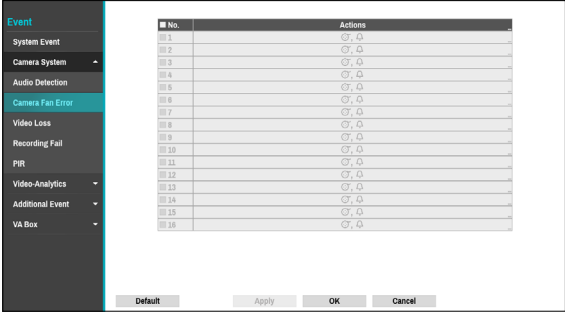 Event
System Event
Camera System
Audio Detection
Camera Fan Error
Video Loss
Recording Fail
PIR
Video-Analytics
Additional Event
VA Box
No. Actions
1
2
3
4
5
6
7
8
9
10
11
12
13
14
15
16
Default Apply OK Cancel